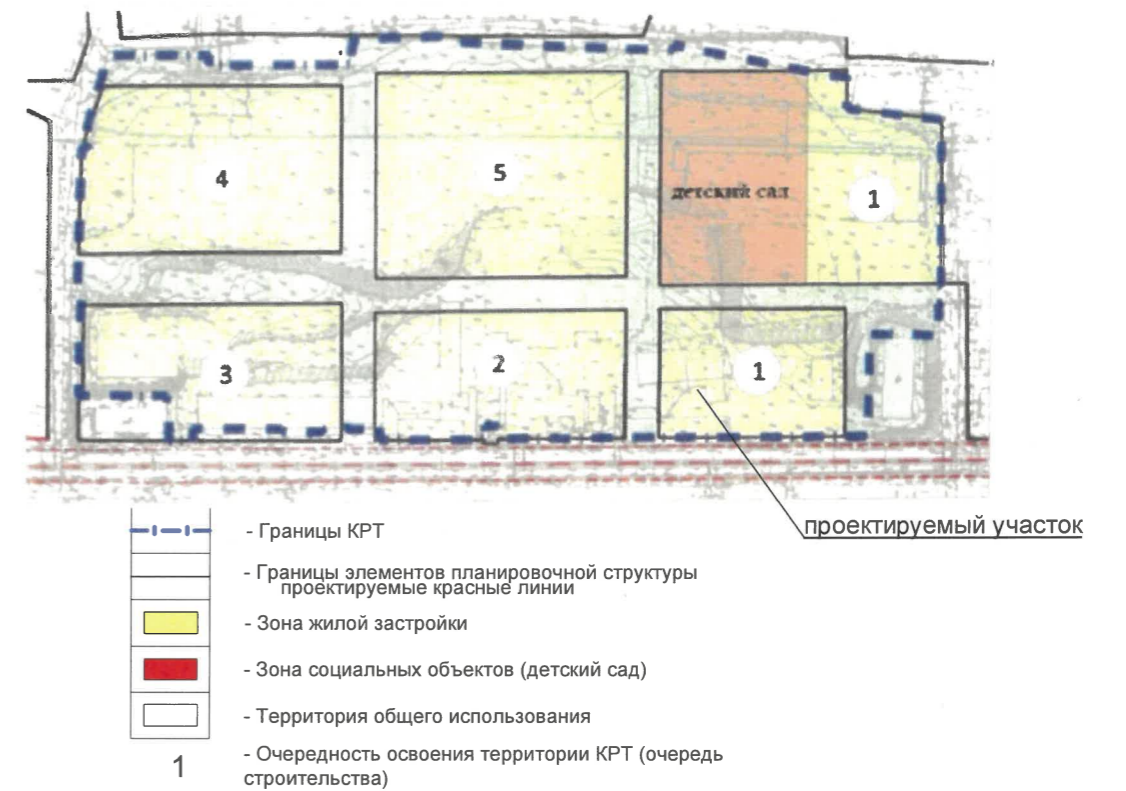 4
5
детский сад
1
3
2
1
проектируемый участок
- Границы КРТ
- Границы элементов планировочной структуры
проектируемые красные линии
- Зона жилой застройки
- Зона социальных объектов (детский сад)
- Территория общего использования
1
- Очередность освоения территории КРТ (очередь
строительства)